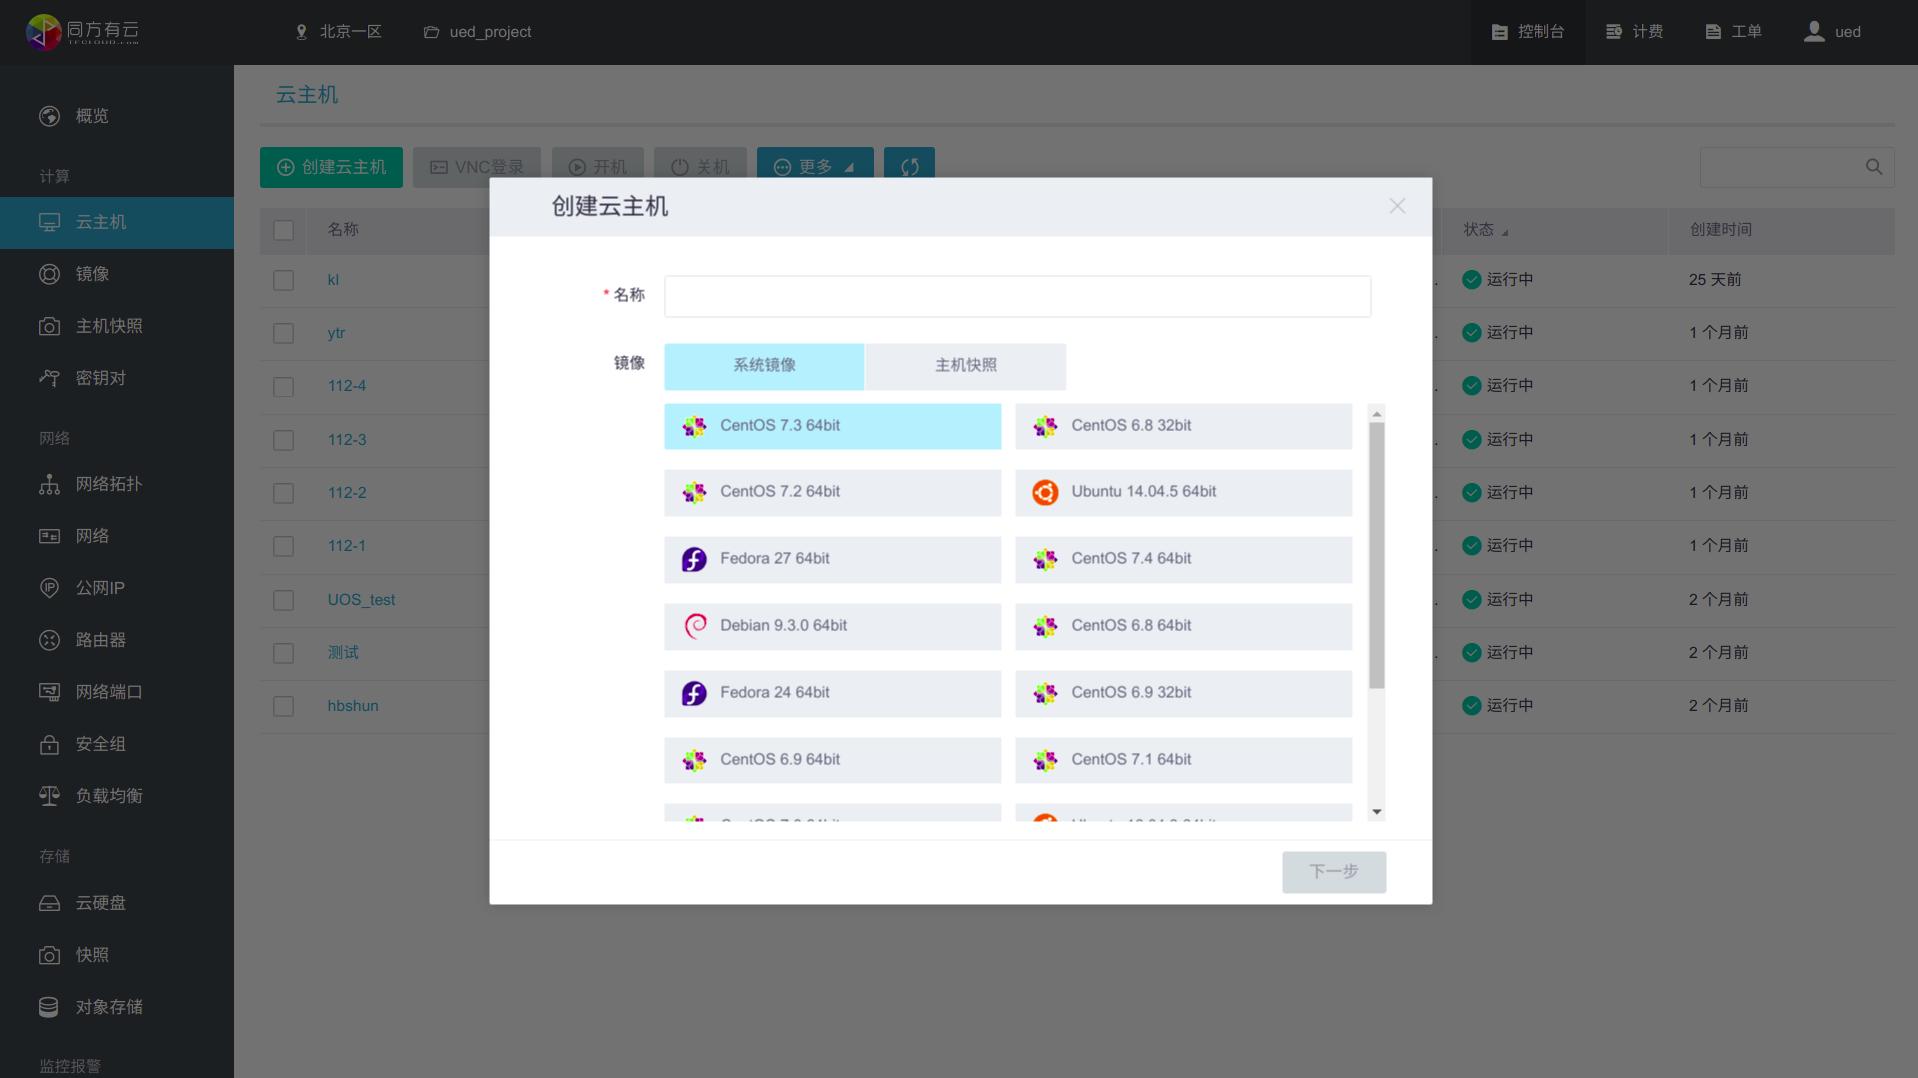 同方有云
TFCLOUD.com
北京一区
ued_project
控制台
计费
工单
ued
概览
计算
云主机
镜像
主机快照
密钥对
网络
网络拓扑
网络
公网IP
路由器
网络端口
安全组
负载均衡
存储
云硬盘
快照
对象存储
监控报警
云主机
创建云主机
VNC登录
开机
关机
更多
名称
状态
创建时间
kl
运行中
25 天前
ytr
运行中
1 个月前
112-4
运行中
1 个月前
112-3
运行中
1 个月前
112-2
运行中
1 个月前
112-1
运行中
1 个月前
UOS_test
运行中
2 个月前
测试
运行中
2 个月前
hbshun
运行中
2 个月前
创建云主机
* 名称
镜像
系统镜像
主机快照
CentOS 7.3 64bit
CentOS 6.8 32bit
CentOS 7.2 64bit
Ubuntu 14.04.5 64bit
Fedora 27 64bit
CentOS 7.4 64bit
Debian 9.3.0 64bit
CentOS 6.8 64bit
Fedora 24 64bit
CentOS 6.9 32bit
CentOS 6.9 64bit
CentOS 7.1 64bit
下一步